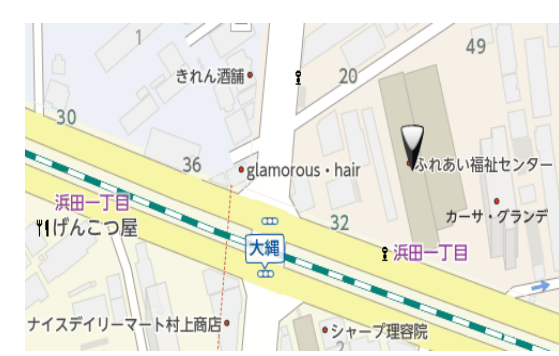 1
49
きれん酒舗
20
30
36
glamorous・hair
ふれあい福祉センター
浜田一丁目
げんこつ屋
32
カーサ・グランデ
大縄
浜田一丁目
ナイスデイリーマート村上商店
シャープ理容院
2